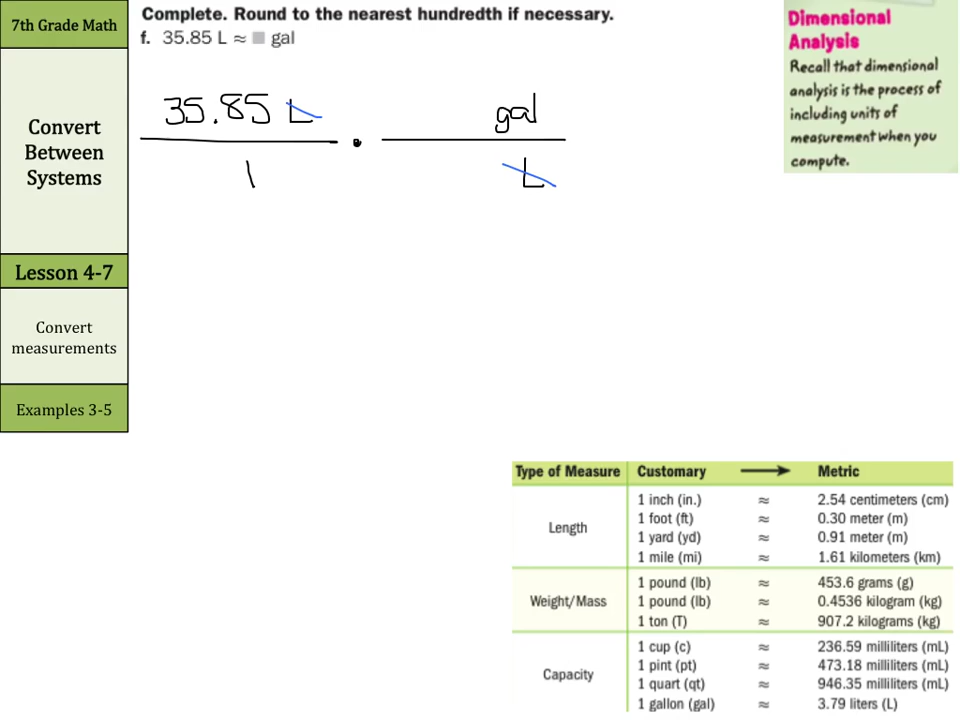 7th Grade Math
Convert
Between
Systems
Lesson 4-7
Convert
measurements
Examples 3-5
Complete. Round to the nearest hundredth if necessary.
f. 35.85 L ≈ ■ gal
35.85 L
1
·
gal
L
Dimensional
Analysis
Recall that dimensional
analysis is the process of
including units of
measurement when you
compute.
Type of Measure Customary → Metric
Length
1 inch (in.) ≈ 2.54 centimeters (cm)
1 foot (ft) ≈ 0.30 meter (m)
1 yard (yd) ≈ 0.91 meter (m)
1 mile (mi) ≈ 1.61 kilometers (km)
Weight/Mass
1 pound (lb) ≈ 453.6 grams (g)
1 pound (lb) ≈ 0.4536 kilogram (kg)
1 ton (T) ≈ 907.2 kilograms (kg)
Capacity
1 cup (c) ≈ 236.59 milliliters (mL)
1 pint (pt) ≈ 473.18 milliliters (mL)
1 quart (qt) ≈ 946.35 milliliters (mL)
1 gallon (gal) ≈ 3.79 liters (L)